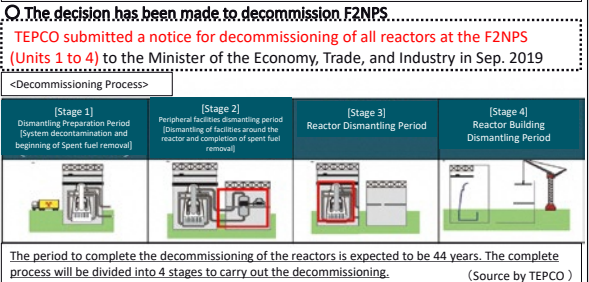 ○ The decision has been made to decommission F2NPS
TEPCO submitted a notice for decommissioning of all reactors at the F2NPS
(Units 1 to 4) to the Minister of the Economy, Trade, and Industry in Sep. 2019
<Decommissioning Process>
[Stage 1]
Dismantling Preparation Period
[System decontamination and
beginning of Spent fuel removal]
[Stage 2]
Peripheral facilities dismantling period
[Dismantling of facilities around the
reactor and completion of spent fuel
removal]
[Stage 3]
Reactor Dismantling Period
[Stage 4]
Reactor Building
Dismantling Period
The period to complete the decommissioning of the reactors is expected to be 44 years. The complete
process will be divided into 4 stages to carry out the decommissioning.
(Source by TEPCO )